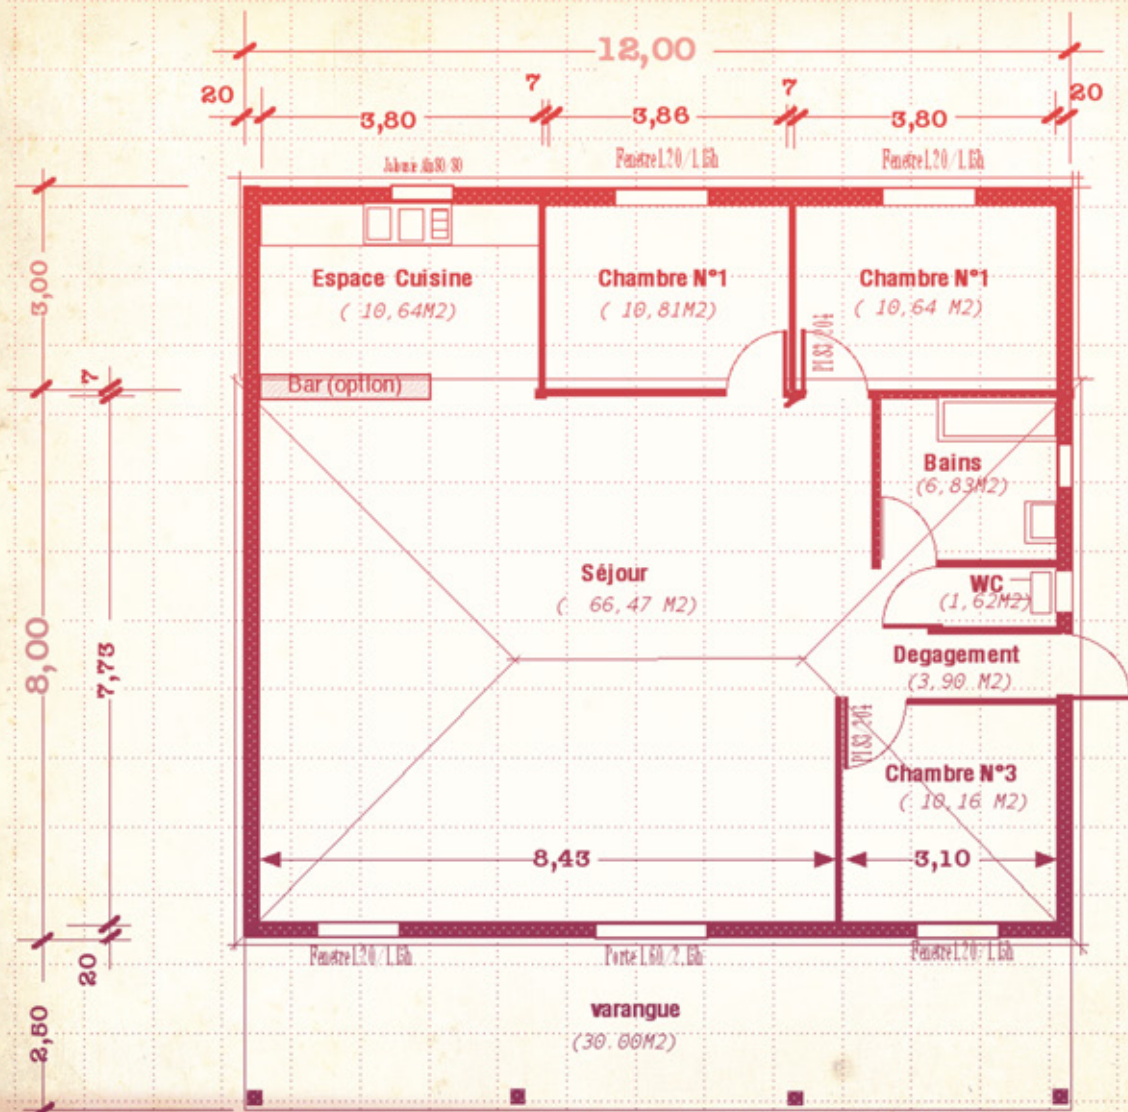 12,00
20
7
7
20
3,80
3,86
3,80
Fenetre1.20/1.15h
Fenetre1.20/1.15h
3,00
Espace Cuisine
( 10,64M2)
Chambre N°1
( 10,81M2)
Chambre N°1
( 10,64 M2)
P183/204
7
Bar (option)
Bains
(6,83M2)
Séjour
( 66,47 M2)
WC
(1,62M2)
8,00
7,73
Degagement
(3,90 M2)
P183/204
Chambre N°3
( 10,16 M2)
8,43
3,10
Fenetre1.20/1.15h
Porte1.60/2.15h
Fenetre1.20/1.15h
20
varangue
(30.00M2)
2,50